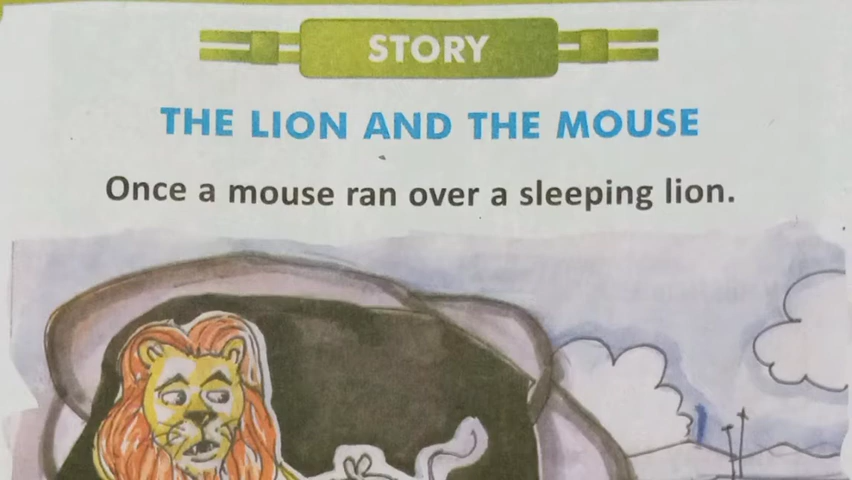 STORY
THE LION AND THE MOUSE
Once a mouse ran over a sleeping lion.